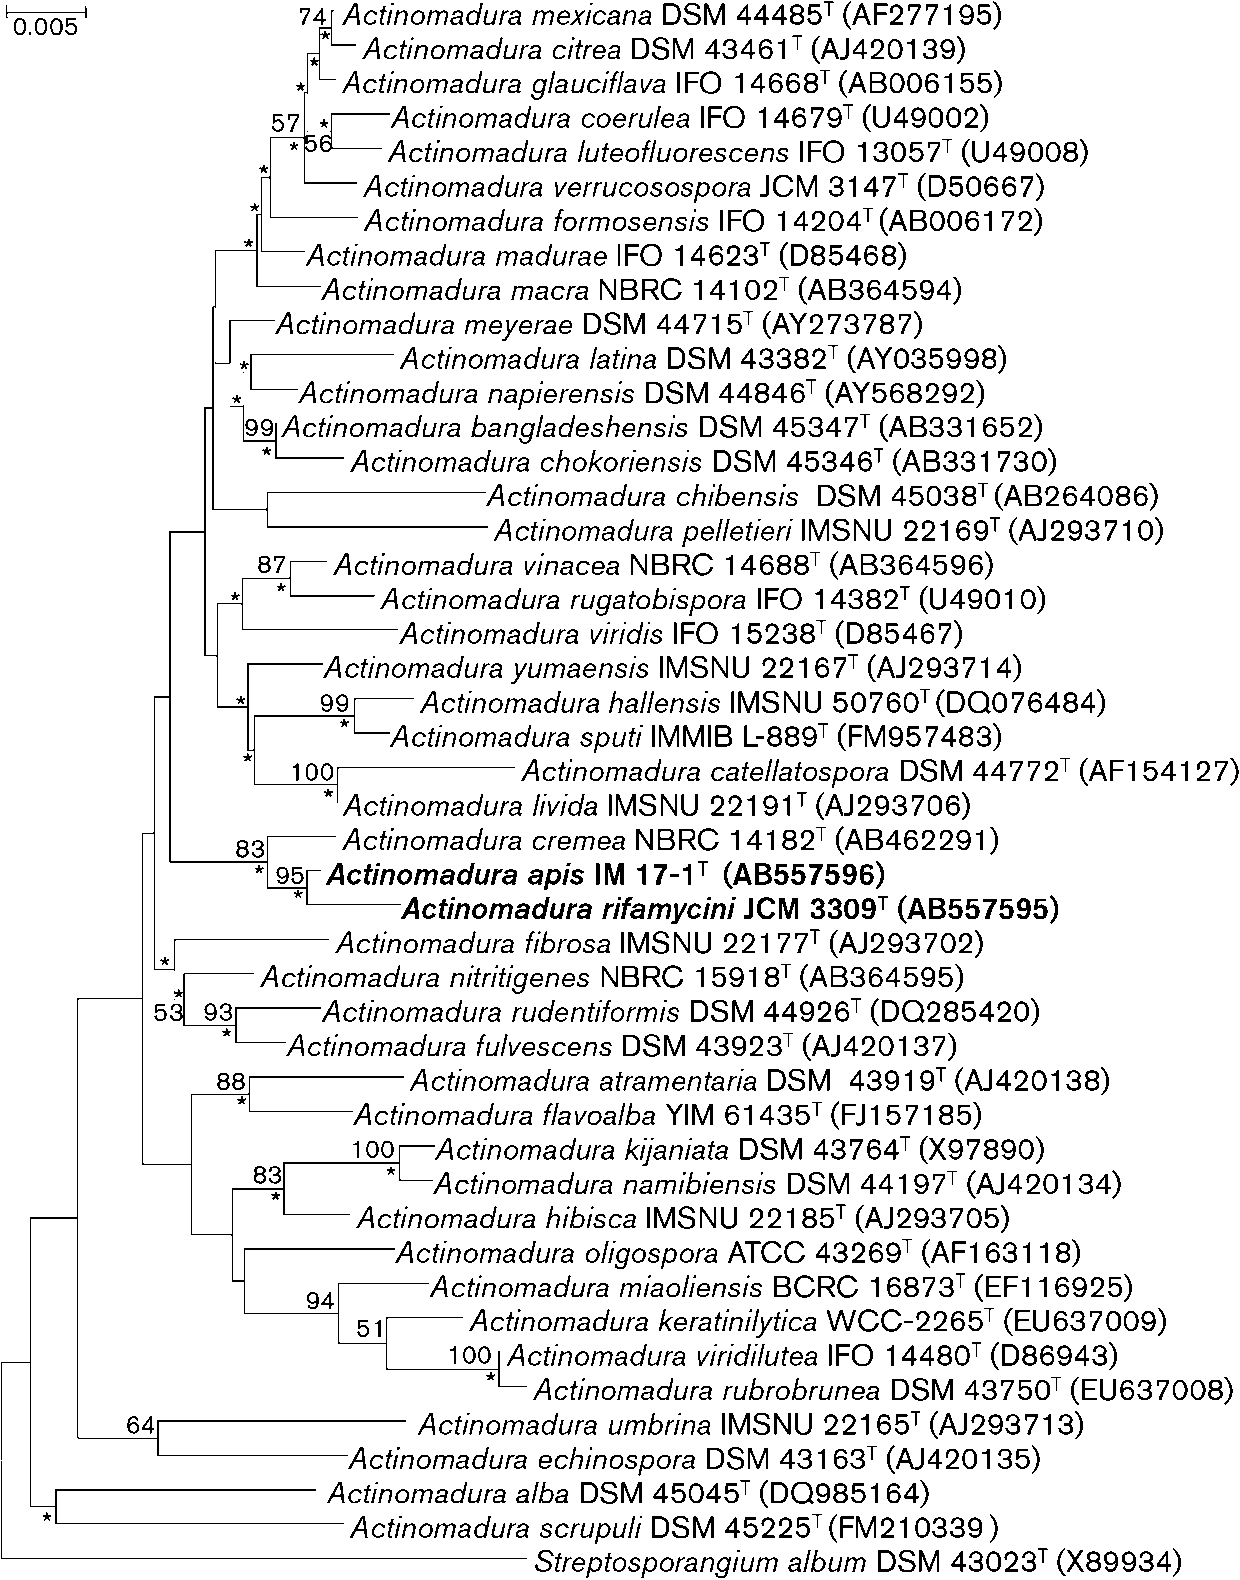 0.005
74 Actinomadura mexicana DSM 44485T (AF277195)
* Actinomadura citrea DSM 43461T (AJ420139)
* Actinomadura glauciflava IFO 14668T (AB006155)
*
57 * Actinomadura coerulea IFO 14679T (U49002)
* 56 Actinomadura luteofluorescens IFO 13057T (U49008)
* Actinomadura verrucosospora JCM 3147T (D50667)
* Actinomadura formosensis IFO 14204T (AB006172)
* Actinomadura madurae IFO 14623T (D85468)
Actinomadura macra NBRC 14102T (AB364594)
Actinomadura meyerae DSM 44715T (AY273787)
* Actinomadura latina DSM 43382T (AY035998)
* Actinomadura napierensis DSM 44846T (AY568292)
99 Actinomadura bangladeshensis DSM 45347T (AB331652)
* Actinomadura chokoriensis DSM 45346T (AB331730)
Actinomadura chibensis DSM 45038T (AB264086)
Actinomadura pelletieri IMSNU 22169T (AJ293710)
87 Actinomadura vinacea NBRC 14688T (AB364596)
* * Actinomadura rugatobispora IFO 14382T (U49010)
Actinomadura viridis IFO 15238T (D85467)
Actinomadura yumaensis IMSNU 22167T (AJ293714)
* 99 Actinomadura hallensis IMSNU 50760T (DQ076484)
* Actinomadura sputi IMMIB L-889T (FM957483)
* 100 Actinomadura catellatospora DSM 44772T (AF154127)
* Actinomadura livida IMSNU 22191T (AJ293706)
83 Actinomadura cremea NBRC 14182T (AB462291)
* 95 Actinomadura apis IM 17-1T (AB557596)
* Actinomadura rifamycini JCM 3309T (AB557595)
* Actinomadura fibrosa IMSNU 22177T (AJ293702)
* Actinomadura nitritigenes NBRC 15918T (AB364595)
53 93 Actinomadura rudentiformis DSM 44926T (DQ285420)
* Actinomadura fulvescens DSM 43923T (AJ420137)
88 Actinomadura atramentaria DSM 43919T (AJ420138)
* Actinomadura flavoalba YIM 61435T (FJ157185)
100 Actinomadura kijaniata DSM 43764T (X97890)
83 * Actinomadura namibiensis DSM 44197T (AJ420134)
* Actinomadura hibisca IMSNU 22185T (AJ293705)
Actinomadura oligospora ATCC 43269T (AF163118)
94 Actinomadura miaoliensis BCRC 16873T (EF116925)
51 Actinomadura keratinilytica WCC-2265T (EU637009)
100 Actinomadura viridilutea IFO 14480T (D86943)
* Actinomadura rubrobrunea DSM 43750T (EU637008)
64 Actinomadura umbrina IMSNU 22165T (AJ293713)
Actinomadura echinospora DSM 43163T (AJ420135)
Actinomadura alba DSM 45045T (DQ985164)
* Actinomadura scrupuli DSM 45225T (FM210339 )
Streptosporangium album DSM 43023T (X89934)